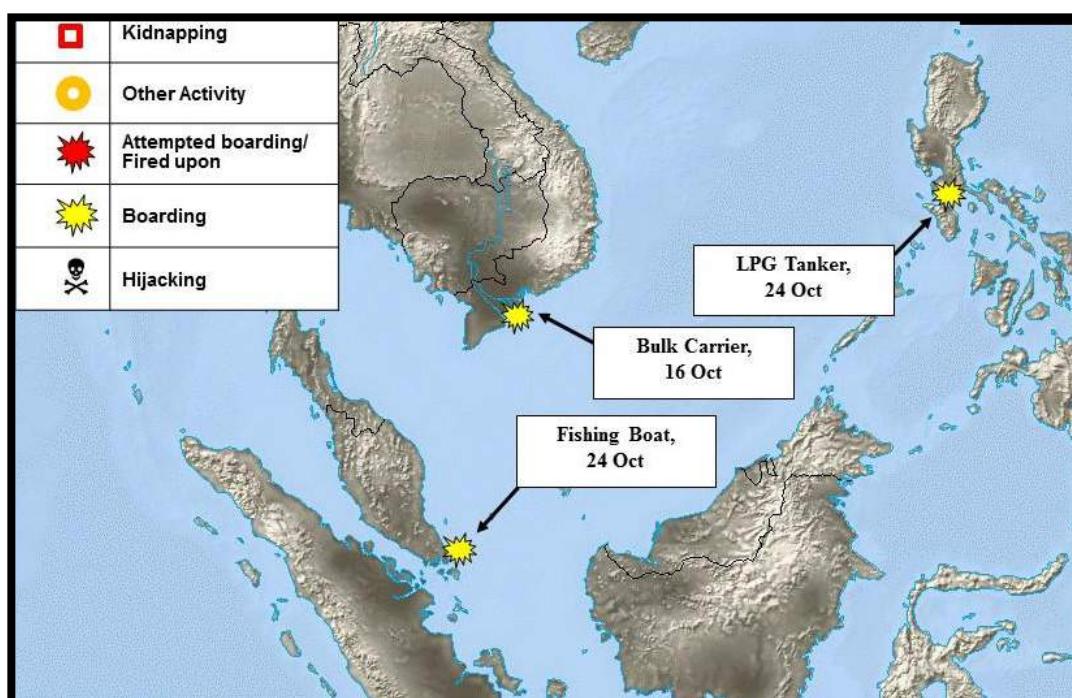 Kidnapping
Other Activity
Attempted boarding/
Fired upon
Boarding
Hijacking
LPG Tanker,
24 Oct
Bulk Carrier,
16 Oct
Fishing Boat,
24 Oct